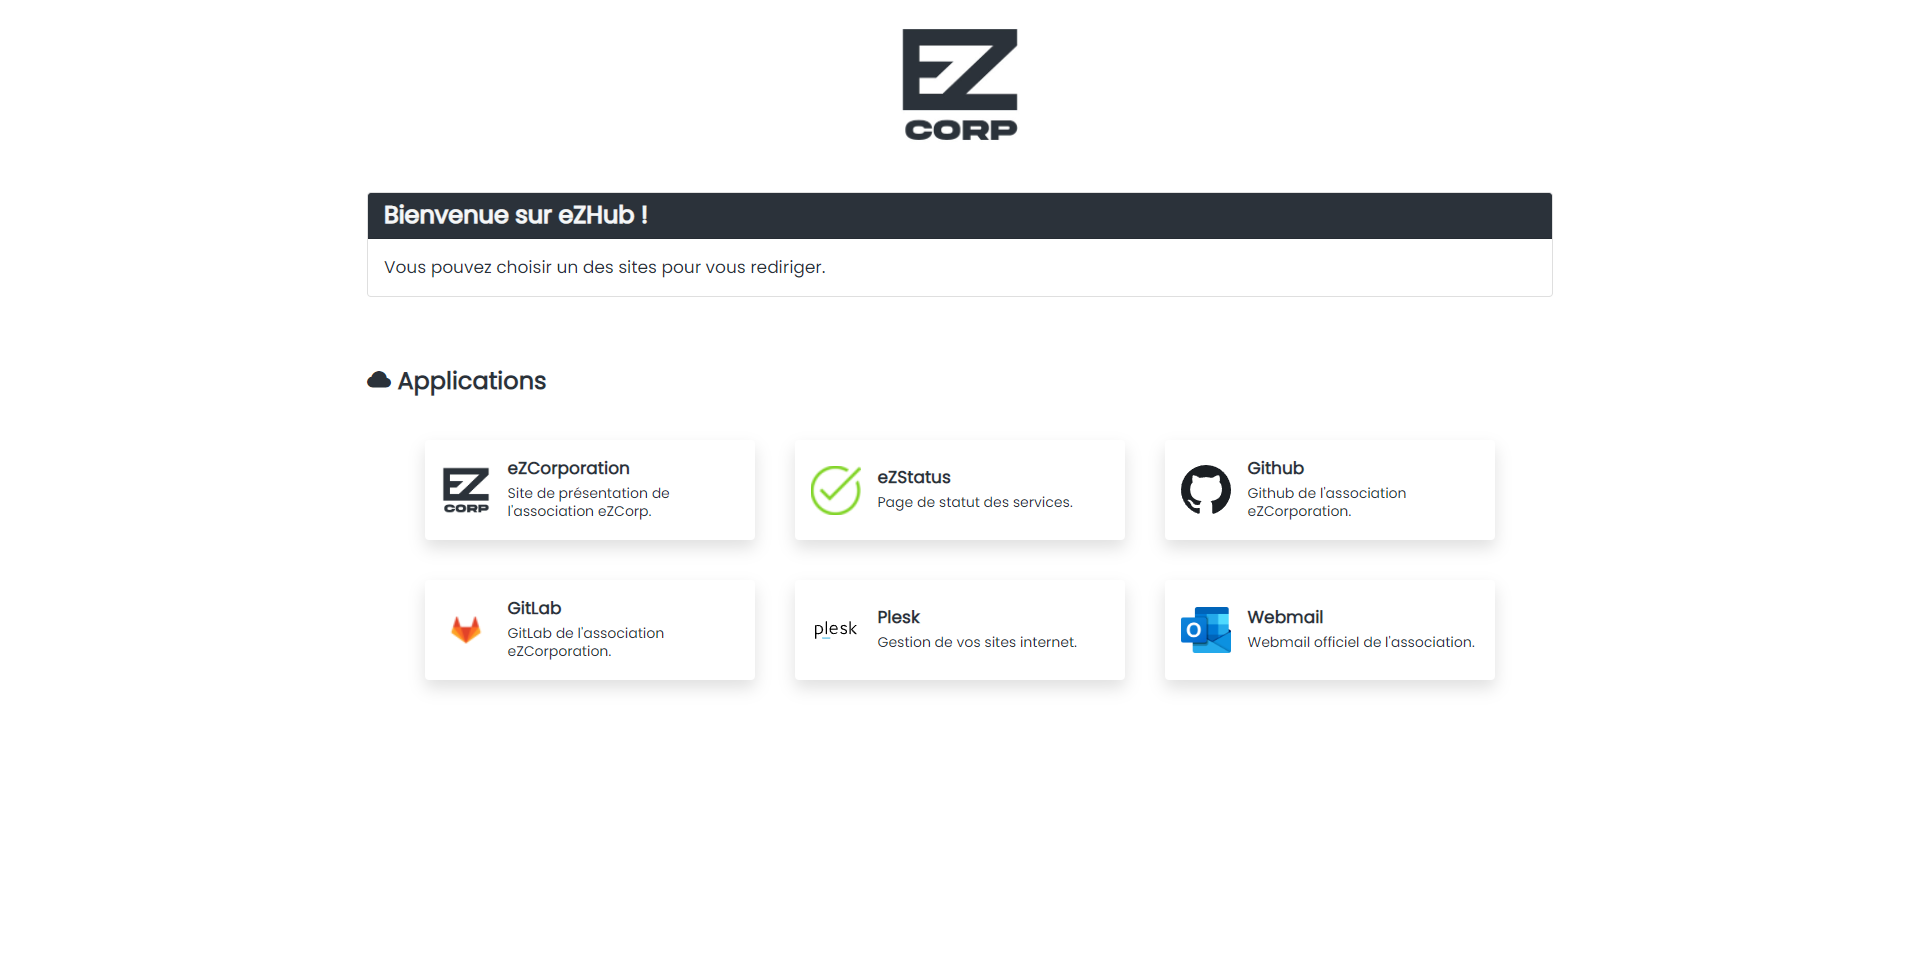 EZ
CORP
Bienvenue sur eZHub !
Vous pouvez choisir un des sites pour vous rediriger.
Applications
EZ
CORP
eZCorporation
Site de présentation de
l'association eZCorp.
eZStatus
Page de statut des services.
Github
Github de l'association
eZCorporation.
GitLab
GitLab de l'association
eZCorporation.
plesk
Plesk
Gestion de vos sites internet.
O
Webmail
Webmail officiel de l'association.